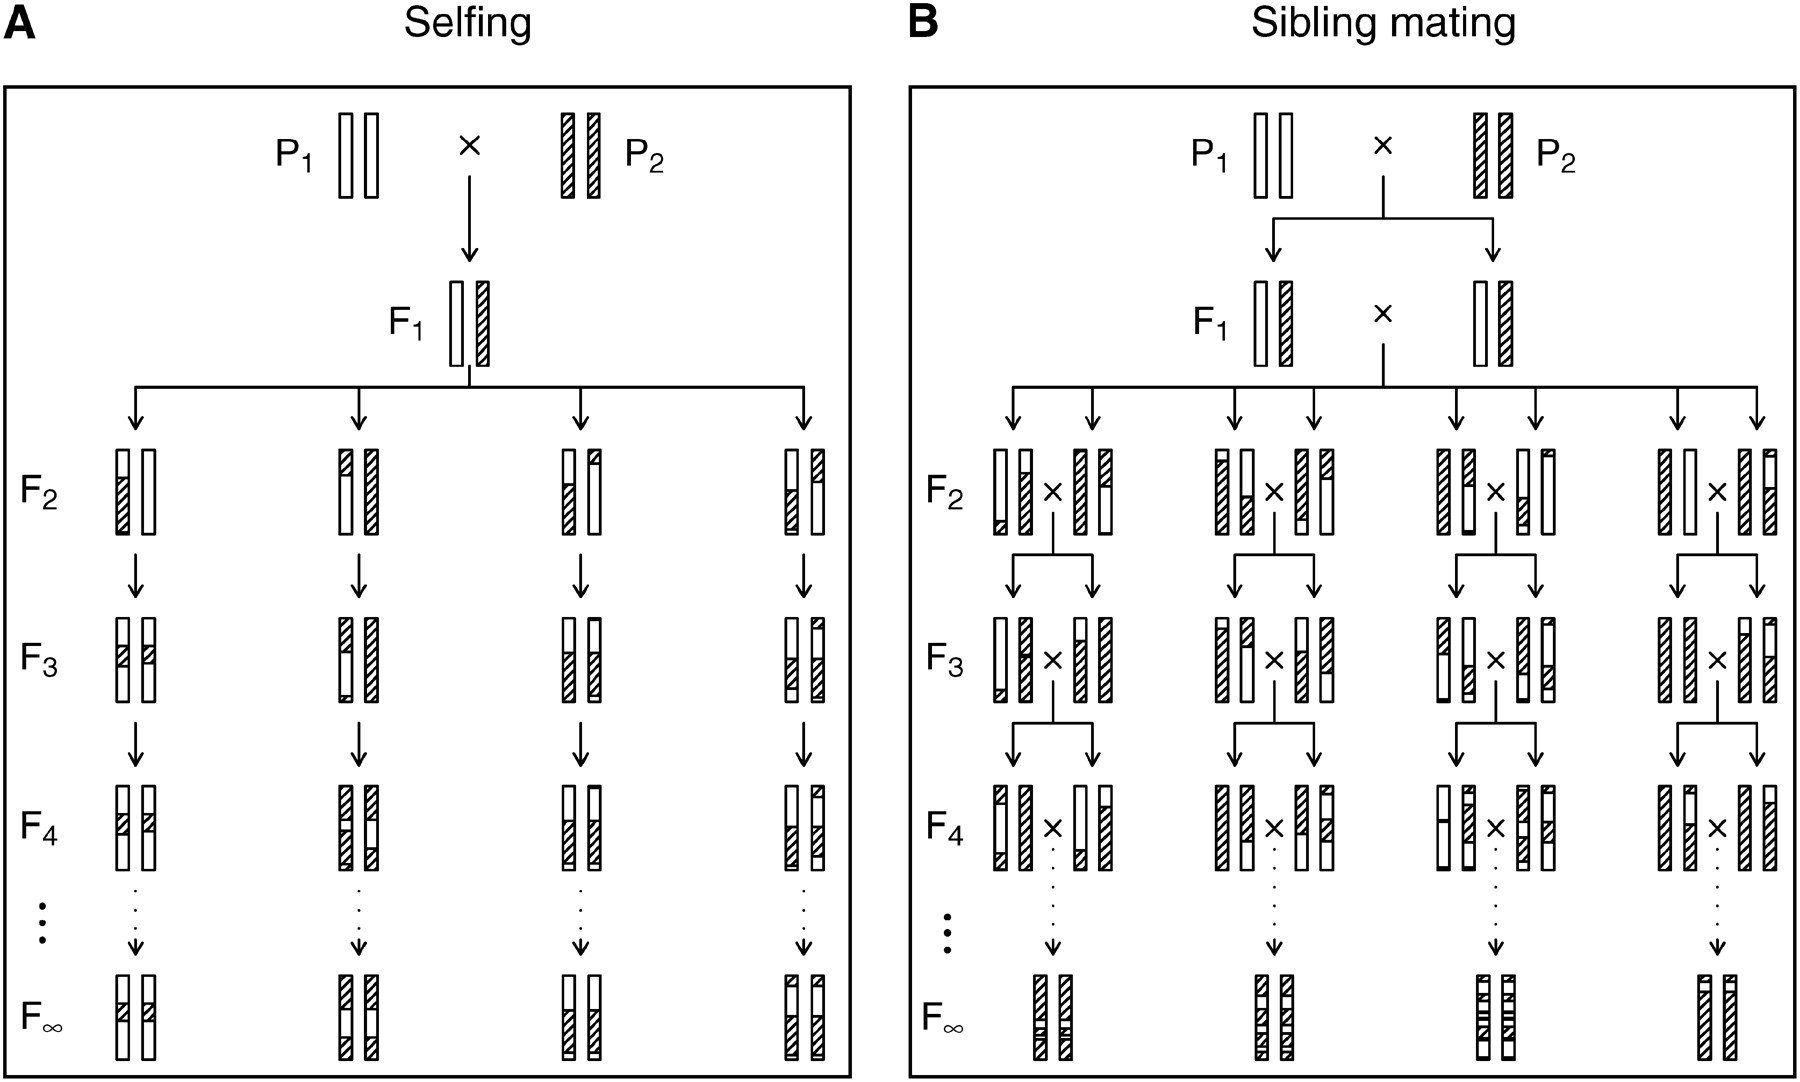 A Selfing
B Sibling mating
P₁ × P₂
F₁
F₂
F₃
F₄
F∞
P₁ × P₂
F₁ ×
F₂ × × × ×
F₃ × × × ×
F₄ × × × ×
F∞